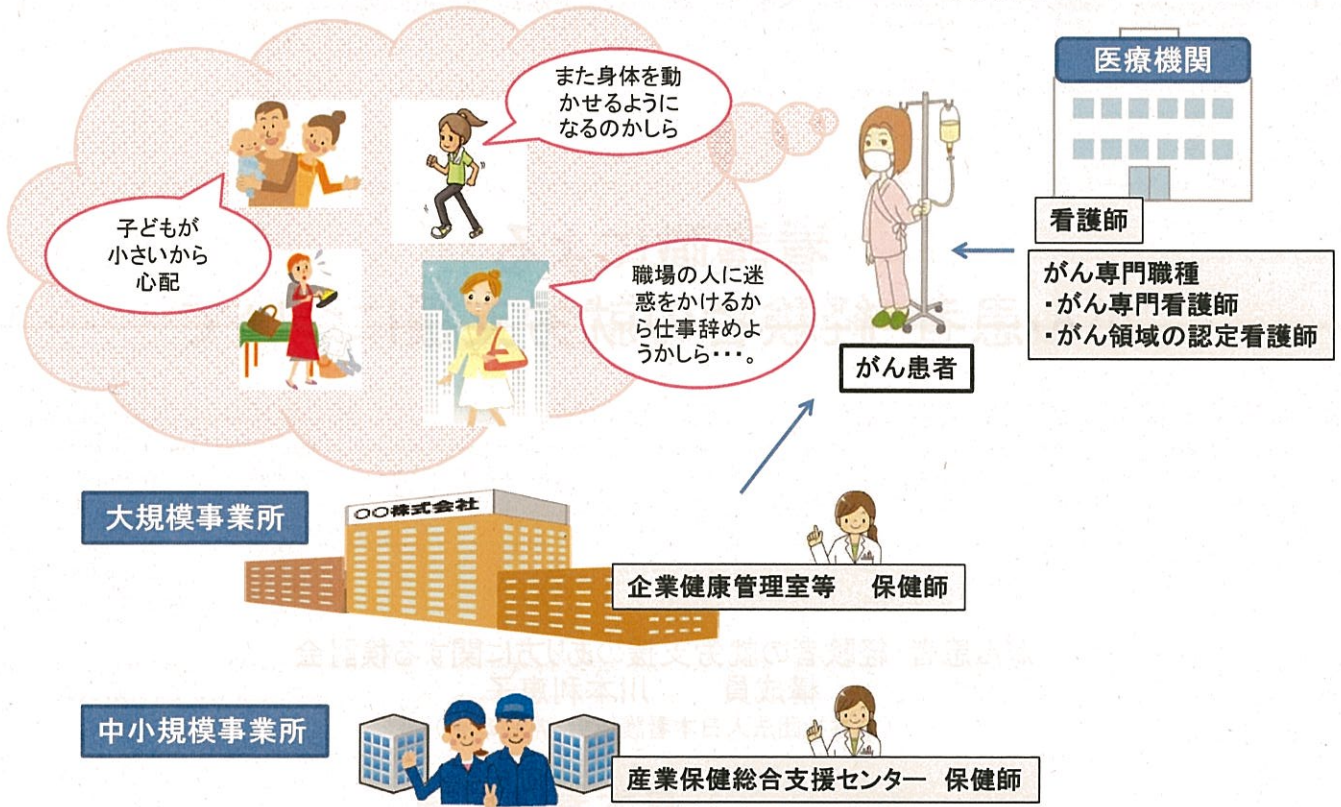 また身体を動
かせるように
なるのかしら
子どもが
小さいから
心配
職場の人に迷
惑をかけるか
ら仕事辞めよ
うかしら・・・。
医療機関
看護師
がん専門職種
・がん専門看護師
・がん領域の認定看護師
がん患者
大規模事業所
〇〇株式会社
企業健康管理室等 保健師
中小規模事業所
産業保健総合支援センター 保健師